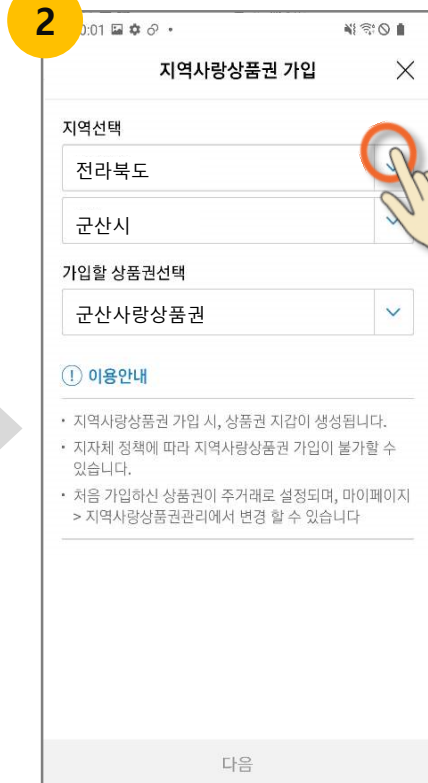 2
0:01
지역사랑상품권 가입
지역선택
전라북도
군산시
가입할 상품권선택
군산사랑상품권
이용안내
• 지역사랑상품권 가입 시, 상품권 지갑이 생성됩니다.
• 지자체 정책에 따라 지역사랑상품권 가입이 불가할 수
있습니다.
• 처음 가입하신 상품권이 주거래로 설정되며, 마이페이지
> 지역사랑상품권관리에서 변경 할 수 있습니다
다음